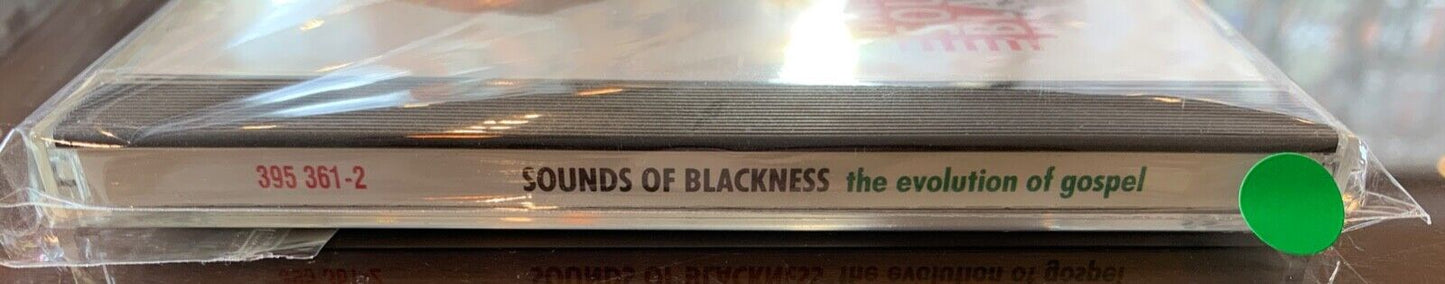 395 361-2 SOUNDS OF BLACKNESS the evolution of gospel